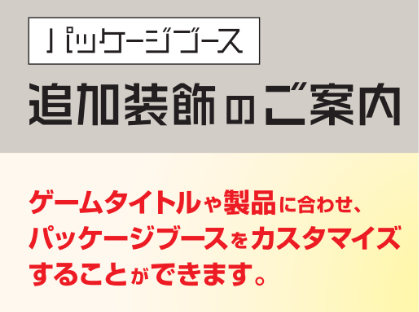 パッケージブース
追加装飾のご案内
ゲームタイトルや製品に合わせ、
パッケージブースをカスタマイズ
することができます。